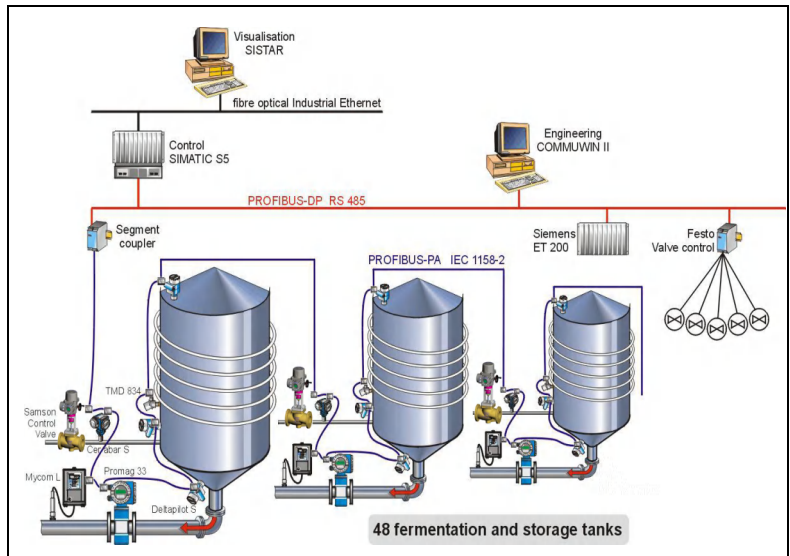 Visualisation
SISTAR
fibre optical Industrial Ethernet
Control
SIMATIC S5
Engineering
COMMUWIN II
PROFIBUS-DP RS 485
Segment
coupler
Siemens
ET 200
Festo
Valve control
PROFIBUS-PA IEC 1158-2
TMD 834
Samson
Control
Valve
Cerabar S
Mycom L
Promag 33
Deltapilot S
48 fermentation and storage tanks